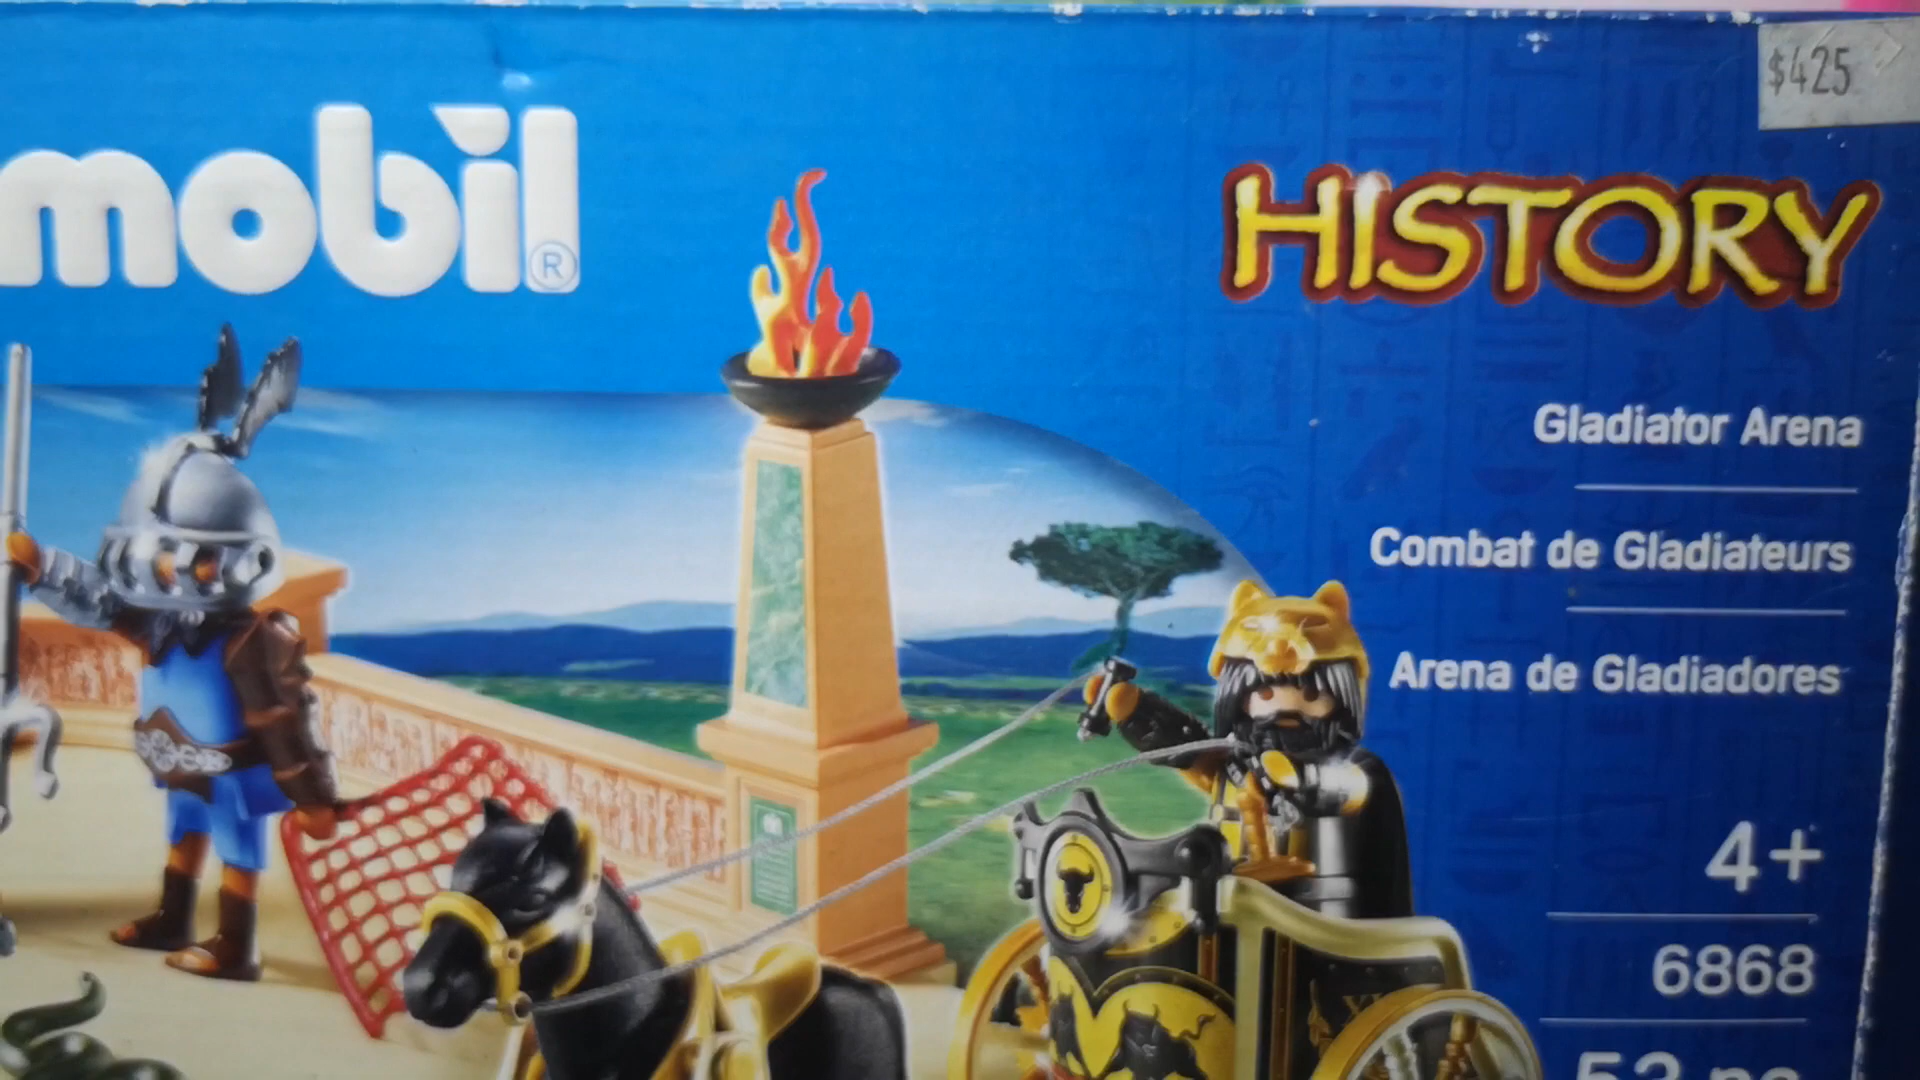 $425
mobil®
HISTORY
Gladiator Arena
Combat de Gladiateurs
Arena de Gladiadores
4+
6868